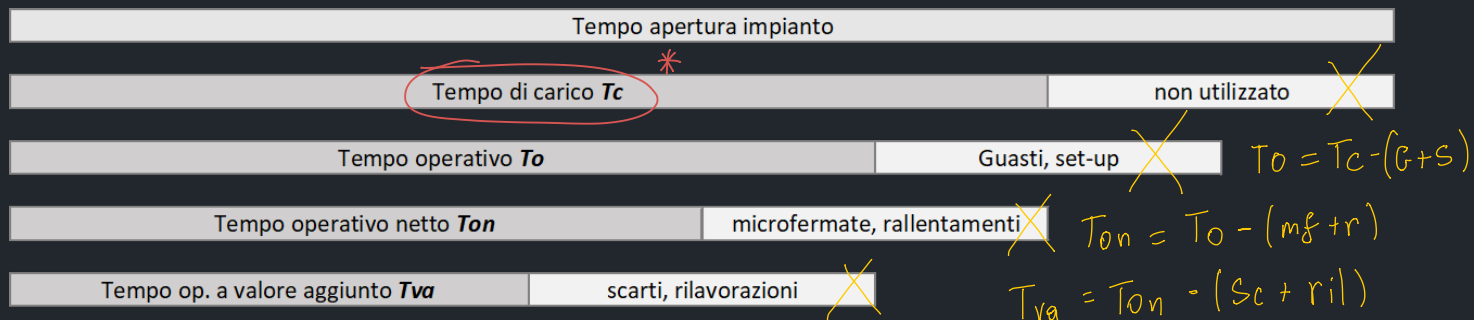 Tempo apertura impianto
*
Tempo di carico Tc non utilizzato
Tempo operativo To Guasti, set-up To = Tc - (G+S)
Tempo operativo netto Ton microfermate, rallentamenti Ton = To - (mf + r)
Tempo op. a valore aggiunto Tva scarti, rilavorazioni Tva = Ton - (Sc + ril)